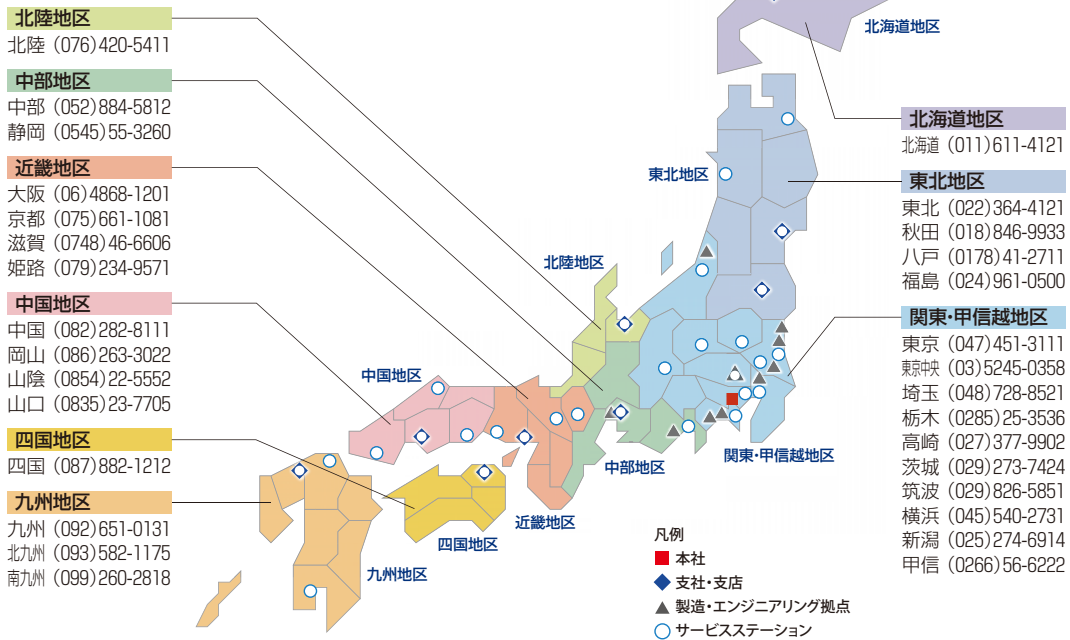 北陸地区
北陸 (076)420-5411
中部地区
中部 (052)884-5812
静岡 (0545)55-3260
近畿地区
大阪 (06)4868-1201
京都 (075)661-1081
滋賀 (0748)46-6606
姫路 (079)234-9571
中国地区
中国 (082)282-8111
岡山 (086)263-3022
山陰 (0854)22-5552
山口 (0835)23-7705
四国地区
四国 (087)882-1212
九州地区
九州 (092)651-0131
北九州 (093)582-1175
南九州 (099)260-2818
北海道地区
東北地区
北陸地区
中国地区
中部地区
関東・甲信越地区
近畿地区
四国地区
九州地区
北海道地区
北海道 (011)611-4121
東北地区
東北 (022)364-4121
秋田 (018)846-9933
八戸 (0178)41-2711
福島 (024)961-0500
関東・甲信越地区
東京 (047)451-3111
東京中央 (03)5245-0358
埼玉 (048)728-8521
栃木 (0285)25-3536
高崎 (027)377-9902
茨城 (029)273-7424
筑波 (029)826-5851
横浜 (045)540-2731
新潟 (025)274-6914
甲信 (0266)56-6222
凡例
本社
支社・支店
製造・エンジニアリング拠点
サービスステーション